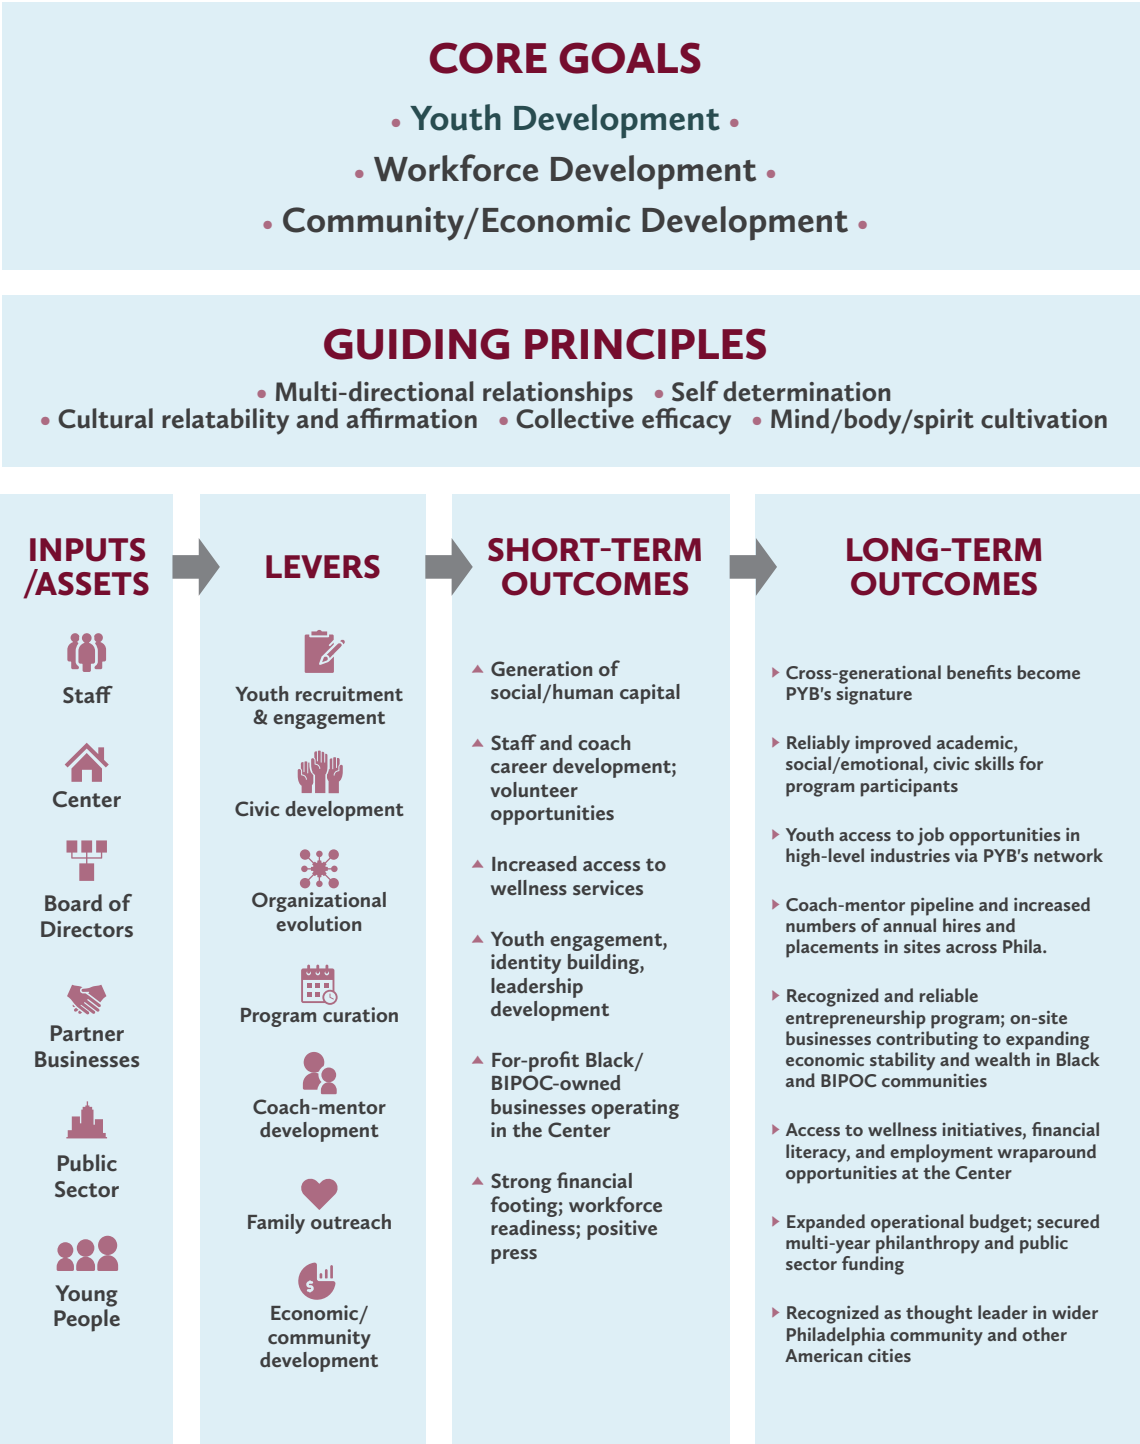 CORE GOALS
• Youth Development •
• Workforce Development •
• Community/Economic Development •
GUIDING PRINCIPLES
• Multi-directional relationships • Self determination
• Cultural relatability and affirmation • Collective efficacy • Mind/body/spirit cultivation
INPUTS
/ASSETS
Staff
Center
Board of
Directors
Partner
Businesses
Public
Sector
Young
People
LEVERS
Youth recruitment
& engagement
Civic development
Organizational
evolution
Program curation
Coach-mentor
development
Family outreach
Economic/
community
development
SHORT-TERM
OUTCOMES
Generation of
social/human capital
Staff and coach
career development;
volunteer
opportunities
Increased access to
wellness services
Youth engagement,
identity building,
leadership
development
For-profit Black/
BIPOC-owned
businesses operating
in the Center
Strong financial
footing; workforce
readiness; positive
press
LONG-TERM
OUTCOMES
Cross-generational benefits become
PYB's signature
Reliably improved academic,
social/emotional, civic skills for
program participants
Youth access to job opportunities in
high-level industries via PYB's network
Coach-mentor pipeline and increased
numbers of annual hires and
placements in sites across Phila.
Recognized and reliable
entrepreneurship program; on-site
businesses contributing to expanding
economic stability and wealth in Black
and BIPOC communities
Access to wellness initiatives, financial
literacy, and employment wraparound
opportunities at the Center
Expanded operational budget; secured
multi-year philanthropy and public
sector funding
Recognized as thought leader in wider
Philadelphia community and other
American cities